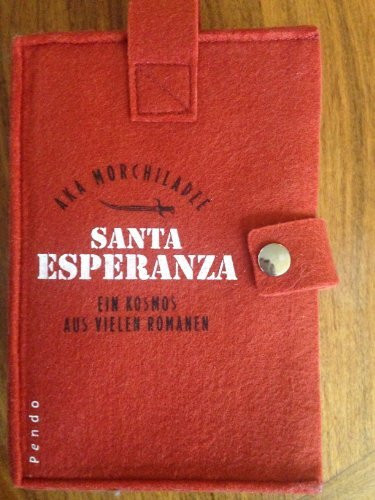 AKA MORCHILADZE
SANTA
ESPERANZA
EIN KOSMOS
AUS VIELEN ROMANEN
Pendo